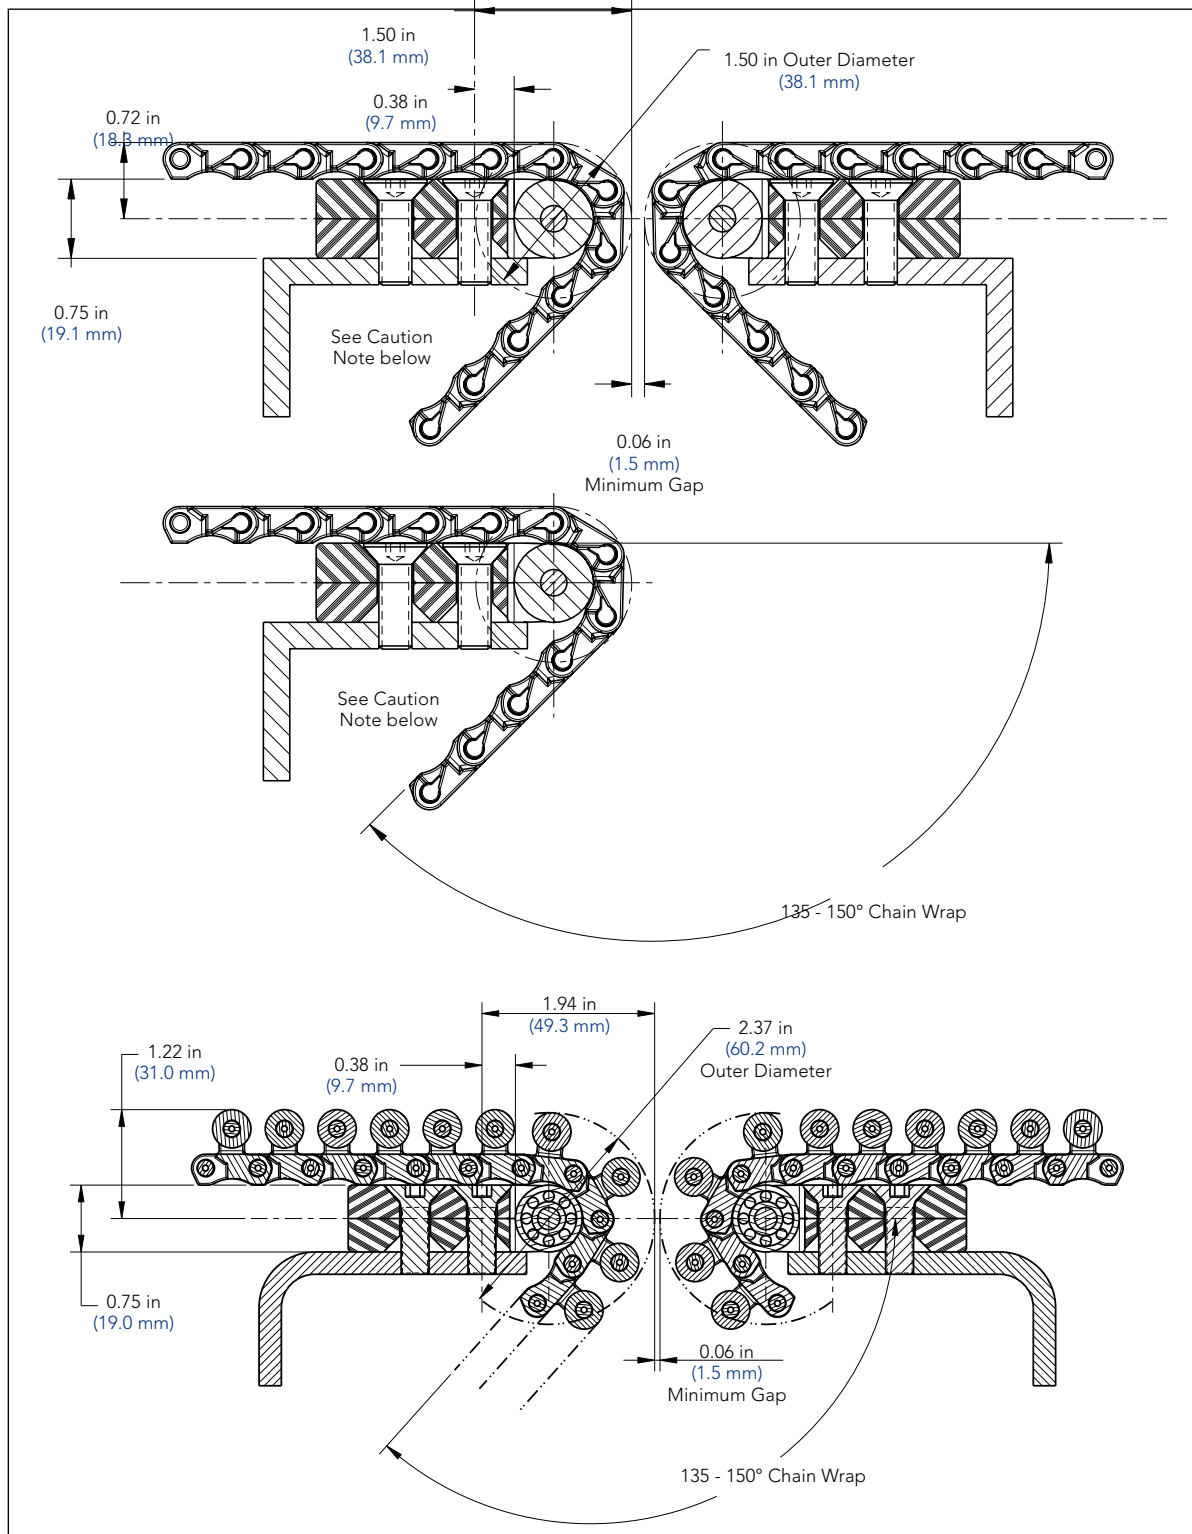 1.50 in
(38.1 mm)
1.50 in Outer Diameter
(38.1 mm)
0.38 in
(9.7 mm)
0.72 in
(18.3 mm)
0.75 in
(19.1 mm)
See Caution
Note below
0.06 in
(1.5 mm)
Minimum Gap
See Caution
Note below
135 - 150° Chain Wrap
1.94 in
(49.3 mm)
2.37 in
(60.2 mm)
Outer Diameter
1.22 in
(31.0 mm)
0.38 in
(9.7 mm)
0.75 in
(19.0 mm)
0.06 in
(1.5 mm)
Minimum Gap
135 - 150° Chain Wrap